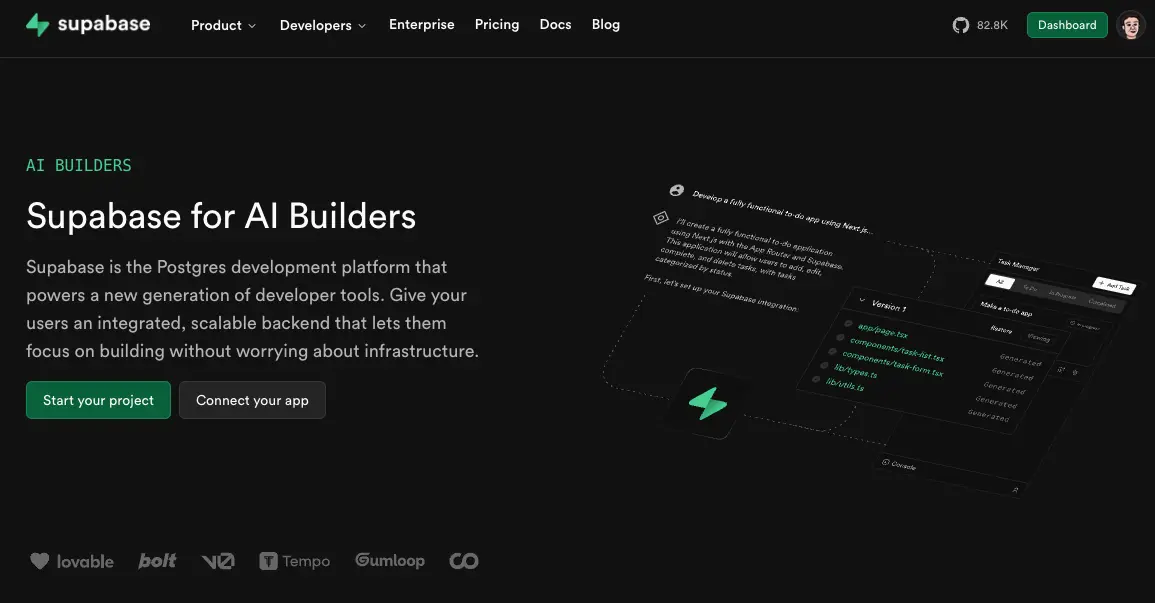 supabase
Product
Developers
Enterprise
Pricing
Docs
Blog
82.8K
Dashboard
AI BUILDERS
Supabase for AI Builders
Supabase is the Postgres development platform that
powers a new generation of developer tools. Give your
users an integrated, scalable backend that lets them
focus on building without worrying about infrastructure.
Start your project
Connect your app
Develop a fully functional to-do app using Next.js...
I'll create a fully functional to-do application
using Next.js with the App Router and Supabase.
This application will allow users to add, edit,
complete, and delete tasks, with tasks
categorized by status.
First, let's set up your Supabase integration.
Version 1
Restore
Viewing
app/page.tsx
Generated
components/task-list.tsx
Generated
components/task-form.tsx
Generated
lib/types.ts
Generated
lib/utils.ts
Generated
Task Manager
+ Add Task
All
To Do
In Progress
Completed
Make a to-do app
Console
lovable
bolt
v0
Tempo
Gumloop